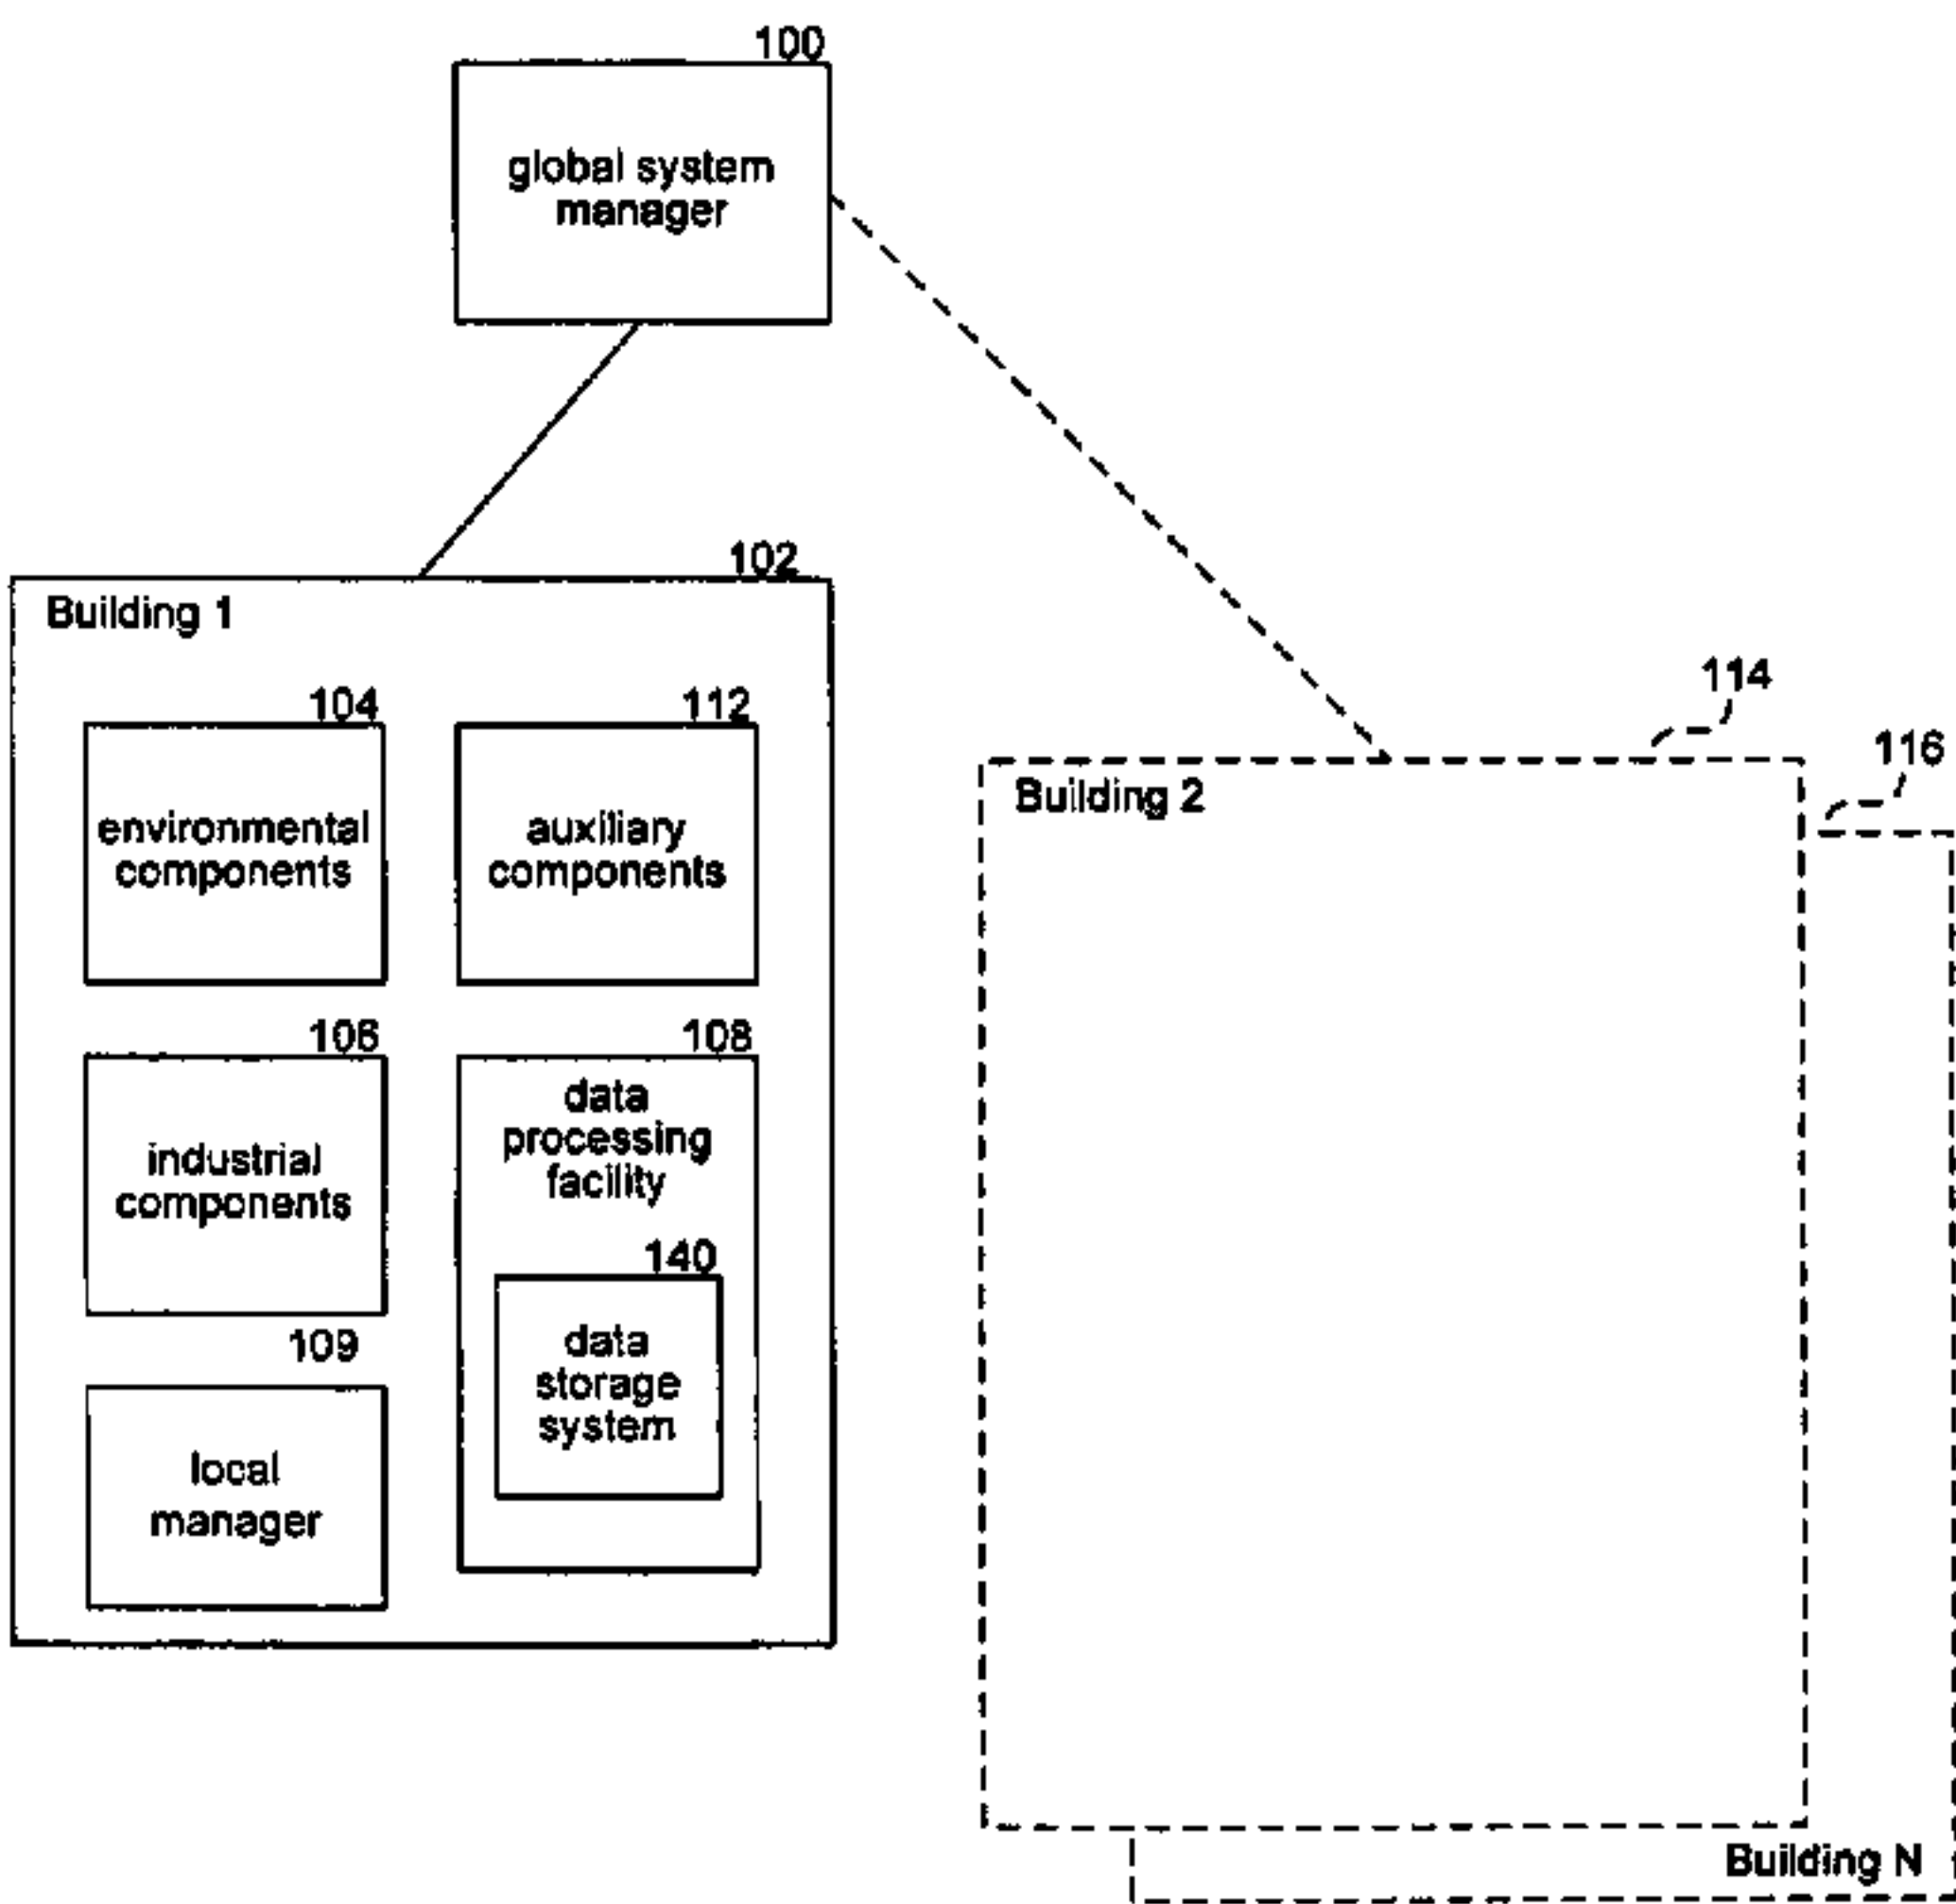 100
global system
manager
102
Building 1
104
environmental
components
112
auxiliary
components
106
industrial
components
108
data
processing
facility
140
data
storage
system
109
local
manager
114
Building 2
116
Building N